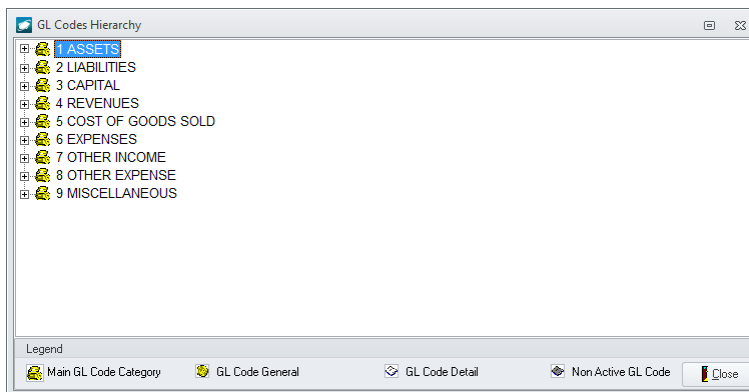 GL Codes Hierarchy
1 ASSETS
2 LIABILITIES
3 CAPITAL
4 REVENUES
5 COST OF GOODS SOLD
6 EXPENSES
7 OTHER INCOME
8 OTHER EXPENSE
9 MISCELLANEOUS
Legend
Main GL Code Category GL Code General GL Code Detail Non Active GL Code Close